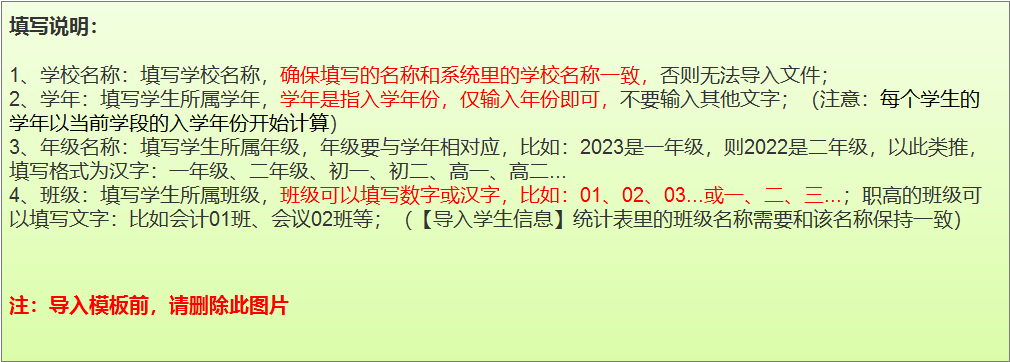 填写说明：
1、学校名称：填写学校名称，确保填写的名称和系统里的学校名称一致，否则无法导入文件；
2、学年：填写学生所属学年，学年是指入学年份，仅输入年份即可，不要输入其他文字；（注意：每个学生的
学年以当前学段的入学年份开始计算）
3、年级名称：填写学生所属年级，年级要与学年相对应，比如：2023是一年级，则2022是二年级，以此类推，
填写格式为汉字：一年级、二年级、初一、初二、高一、高二...
4、班级：填写学生所属班级，班级可以填写数字或汉字，比如：01、02、03...或一、二、三...；职高的班级可
以填写文字：比如会计01班、会议02班等；（【导入学生信息】统计表里的班级名称需要和该名称保持一致）
注：导入模板前，请删除此图片